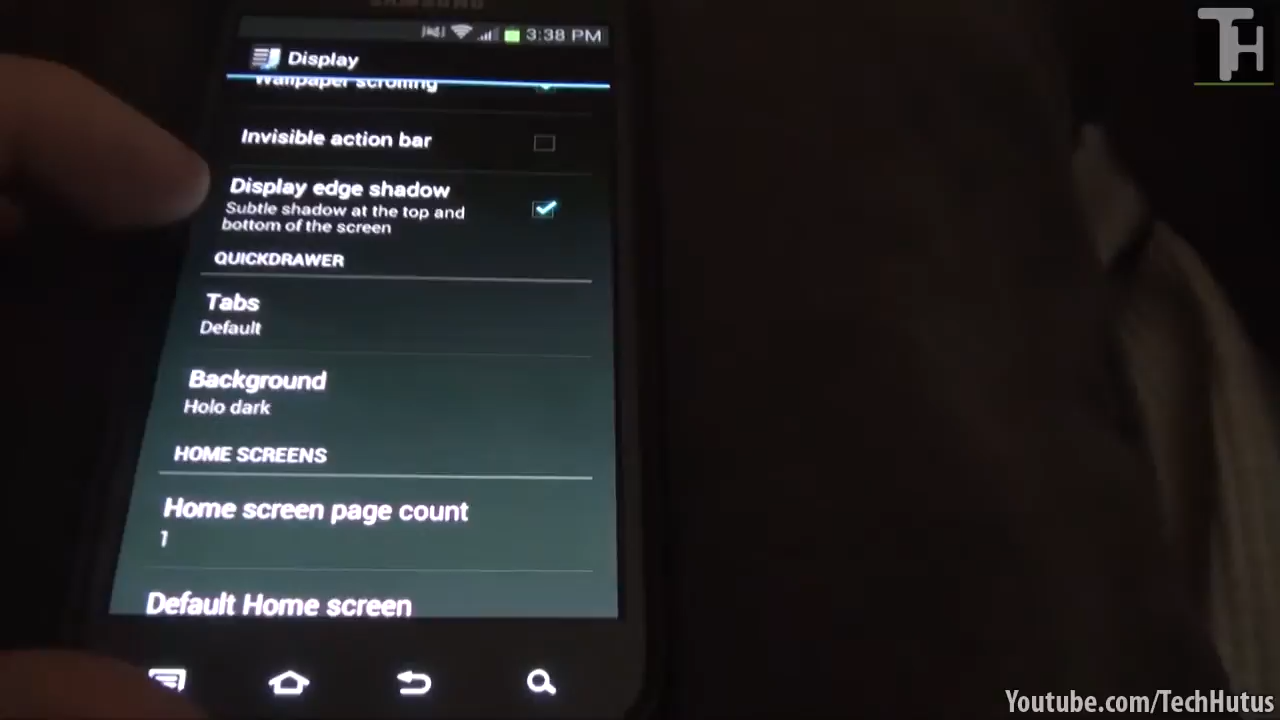 SAMSUNG
3:38 PM
TH
Display
Wallpaper scrolling
Invisible action bar
Display edge shadow
Subtle shadow at the top and
bottom of the screen
QUICKDRAWER
Tabs
Default
Background
Holo dark
HOME SCREENS
Home screen page count
1
Default Home screen
Youtube.com/TechHutus